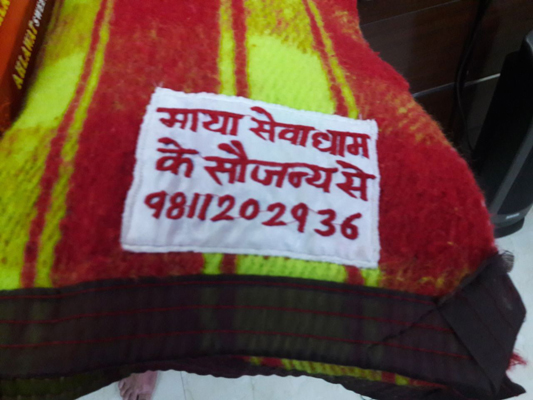 माया सेवाधाम
के सौजन्य से
9811202936